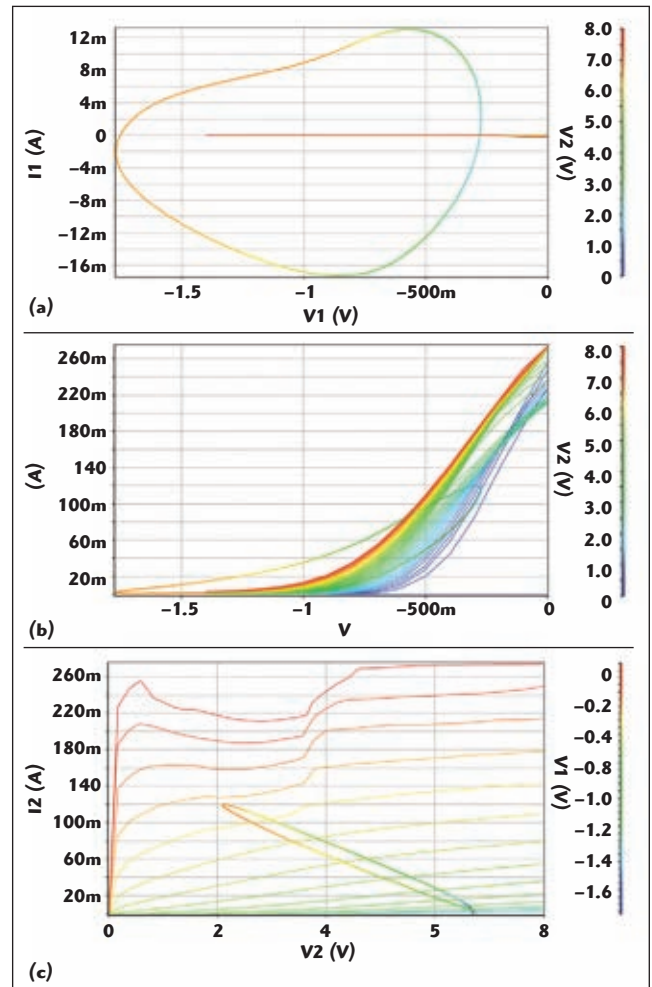 12m
8m
4m
0
−4m
−8m
−12m
−16m
I1 (A)
−1.5
−1
−500m
0
V1 (V)
8.0
7.0
6.0
5.0
4.0
3.0
2.0
1.0
0
V2 (V)
(a)
260m
220m
180m
140
100m
60m
20m
(A)
−1.5
−1
−500m
0
V
8.0
7.0
6.0
5.0
4.0
3.0
2.0
1.0
0
V2 (V)
(b)
260m
220m
180m
140
100m
60m
20m
I2 (A)
0
2
4
5
8
V2 (V)
0
−0.2
−0.4
−0.8
−1.0
−1.2
−1.4
−1.6
V1 (V)
(c)